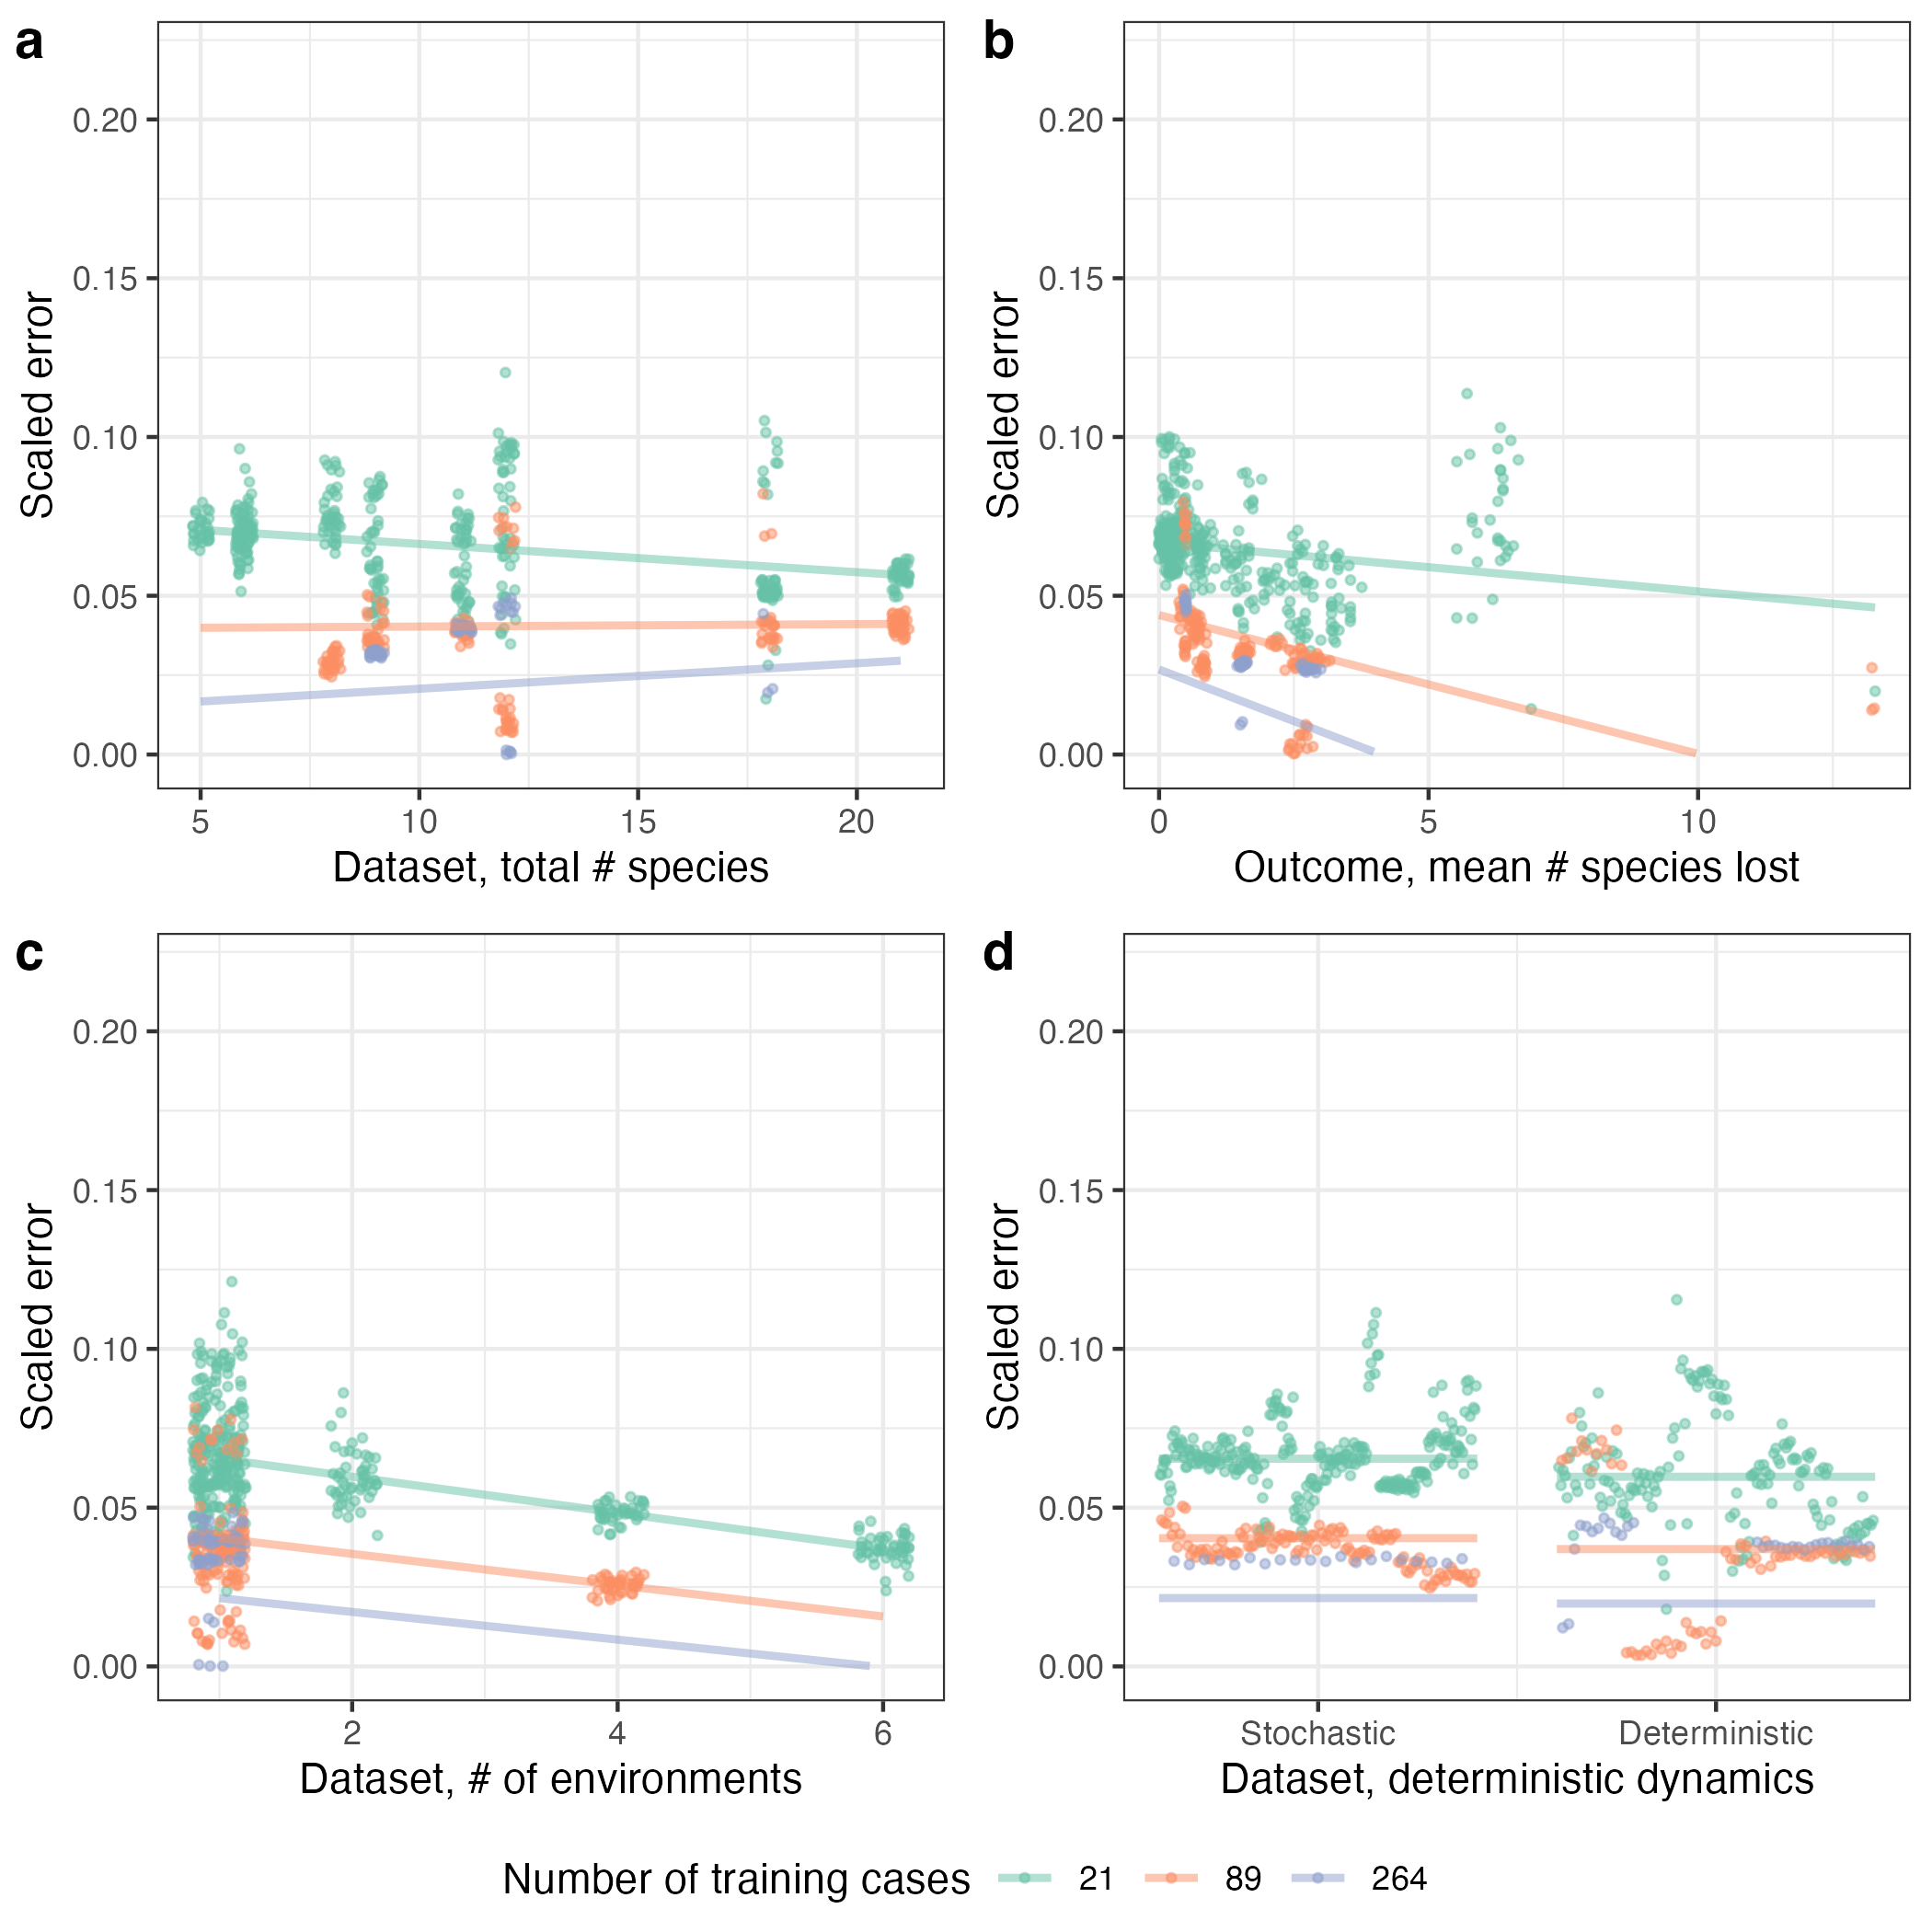 a
0.20
0.15
0.10
0.05
0.00
Scaled error
5 10 15 20
Dataset, total # species
b
0.20
0.15
0.10
0.05
0.00
Scaled error
0 5 10
Outcome, mean # species lost
c
0.20
0.15
0.10
0.05
0.00
Scaled error
2 4 6
Dataset, # of environments
d
0.20
0.15
0.10
0.05
0.00
Scaled error
Stochastic Deterministic
Dataset, deterministic dynamics
Number of training cases 21 89 264